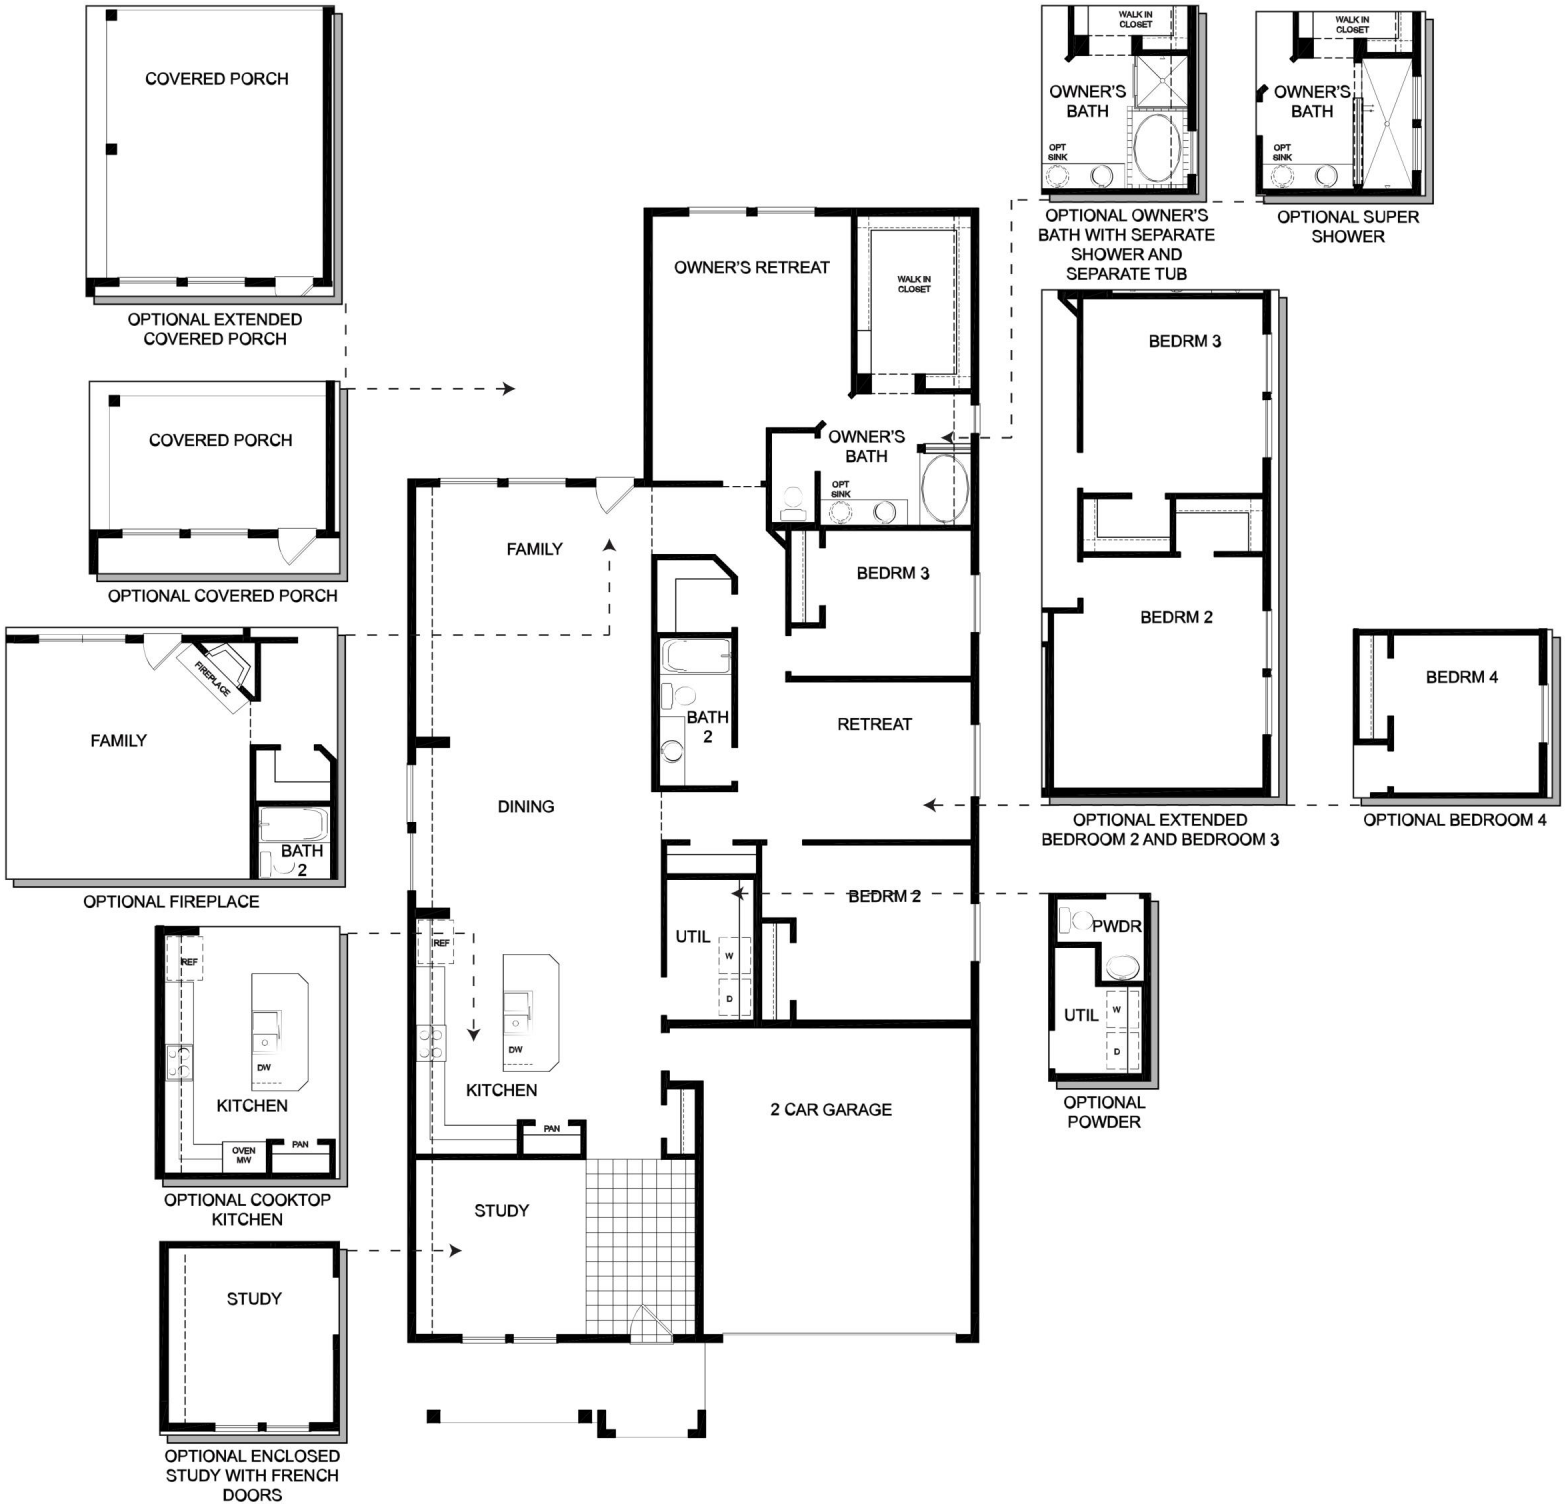 COVERED PORCH
OPTIONAL EXTENDED
COVERED PORCH
COVERED PORCH
OPTIONAL COVERED PORCH
FIREPLACE
FAMILY
BATH
2
OPTIONAL FIREPLACE
REF
DW
KITCHEN
OVEN
MW
PAN
OPTIONAL COOKTOP
KITCHEN
STUDY
OPTIONAL ENCLOSED
STUDY WITH FRENCH
DOORS
OWNER'S RETREAT
WALK IN
CLOSET
OWNER'S
BATH
OPT
SINK
FAMILY
BEDRM 3
BATH
2
RETREAT
DINING
BEDRM 2
UTIL
W
D
REF
DW
KITCHEN
PAN
2 CAR GARAGE
STUDY
WALK IN
CLOSET
OWNER'S
BATH
OPT
SINK
OPTIONAL OWNER'S
BATH WITH SEPARATE
SHOWER AND
SEPARATE TUB
WALK IN
CLOSET
OWNER'S
BATH
OPT
SINK
OPTIONAL SUPER
SHOWER
BEDRM 3
BEDRM 2
OPTIONAL EXTENDED
BEDROOM 2 AND BEDROOM 3
BEDRM 4
OPTIONAL BEDROOM 4
PWDR
UTIL
W
D
OPTIONAL
POWDER